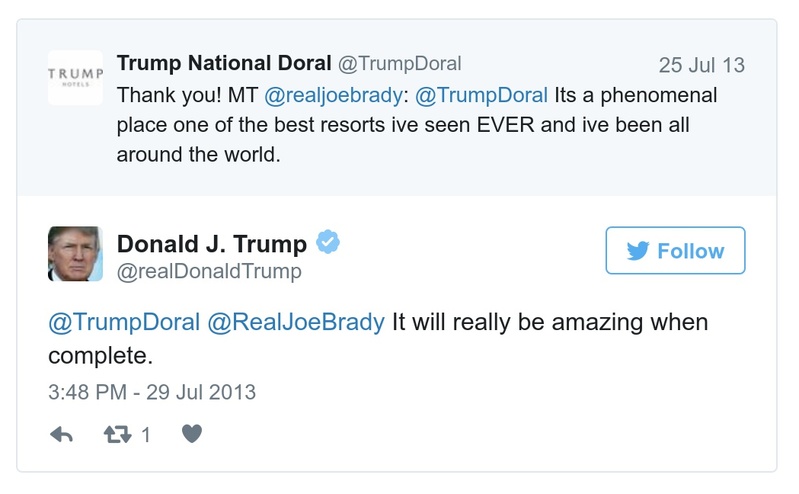 TRUMP
HOTELS
Trump National Doral @TrumpDoral 25 Jul 13
Thank you! MT @realjoebrady: @TrumpDoral Its a phenomenal
place one of the best resorts ive seen EVER and ive been all
around the world.
Donald J. Trump
@realDonaldTrump
Follow
@TrumpDoral @RealJoeBrady It will really be amazing when
complete.
3:48 PM - 29 Jul 2013
1